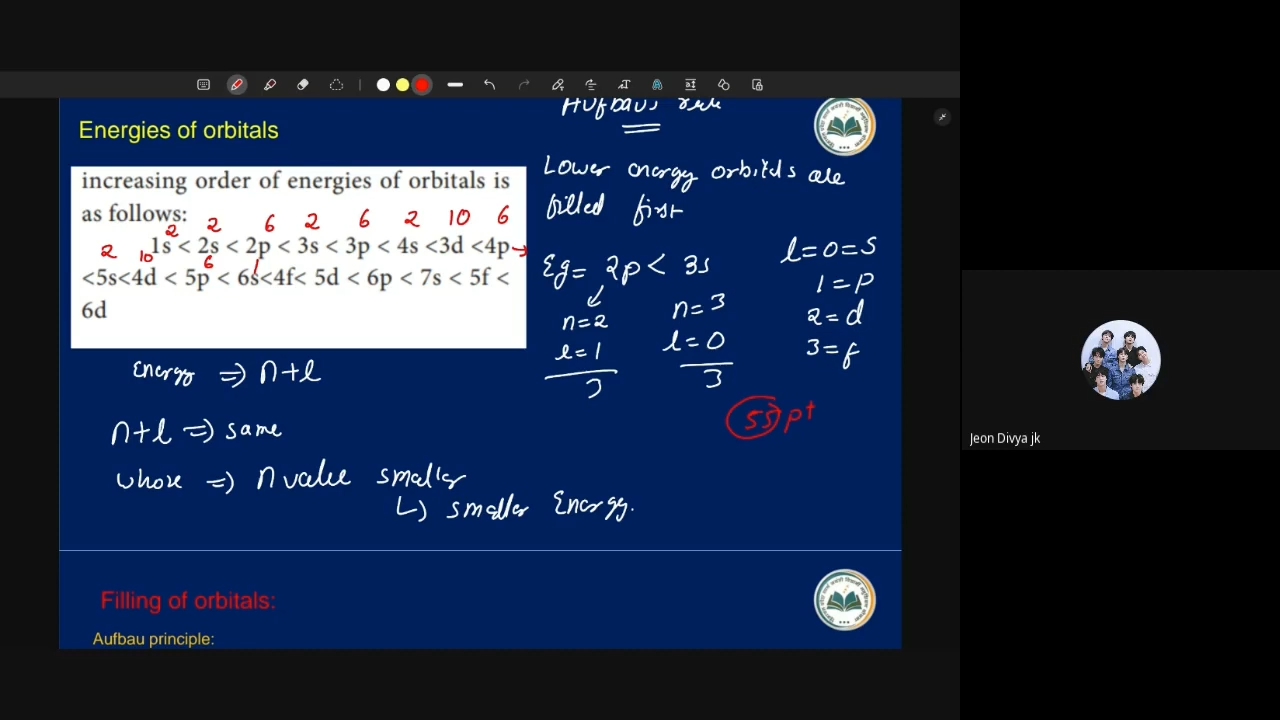 Aufbaus rule
Energies of orbitals
increasing order of energies of orbitals is
as follows:
2 2 6 2 6 2 10 6
1s < 2s < 2p < 3s < 3p < 4s <3d <4p →
2 10 6 1
<5s<4d < 5p < 6s<4f< 5d < 6p < 7s < 5f <
6d
Lower energy orbitals are
filled first
Eg= 2p < 3s
n=2
l=1
3
n=3
l=0
3
l=0=s
1=p
2=d
3=f
55 pt
Energy ⇒ n+l
n+l ⇒ same
whose ⇒ n value smaller
↳ smaller Energy.
Filling of orbitals:
Aufbau principle:
Jeon Divya jk